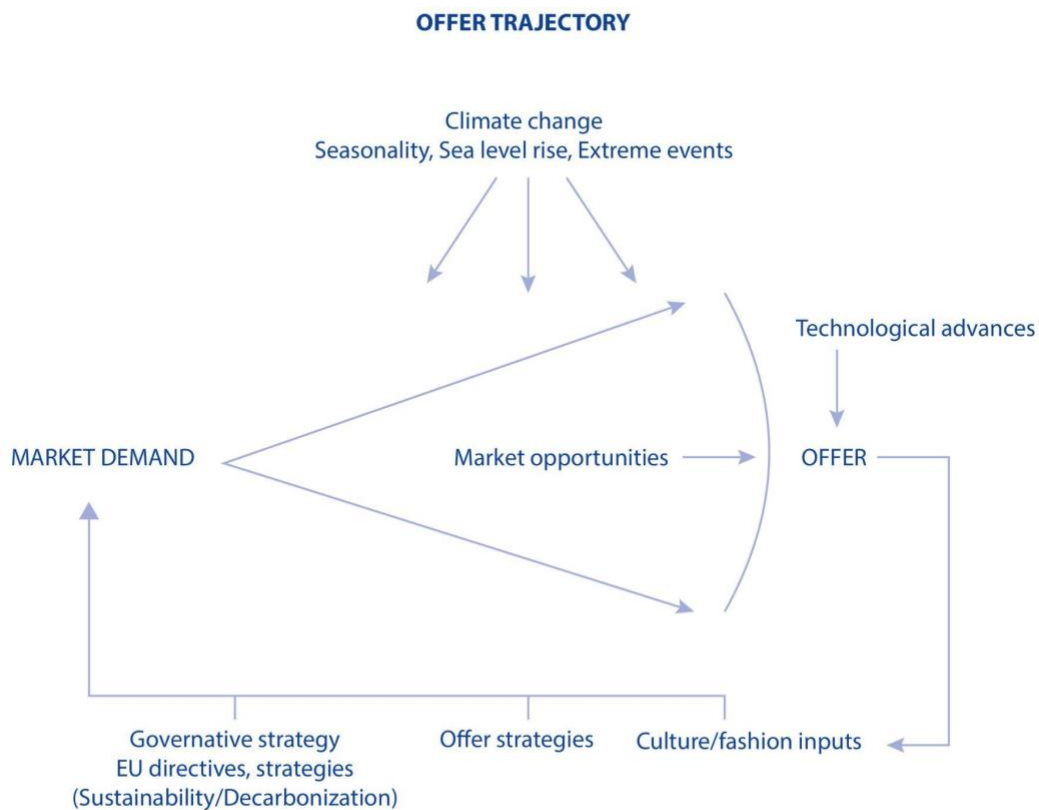 OFFER TRAJECTORY
Climate change
Seasonality, Sea level rise, Extreme events
Technological advances
MARKET DEMAND
Market opportunities
OFFER
Governative strategy
EU directives, strategies
(Sustainability/Decarbonization)
Offer strategies
Culture/fashion inputs